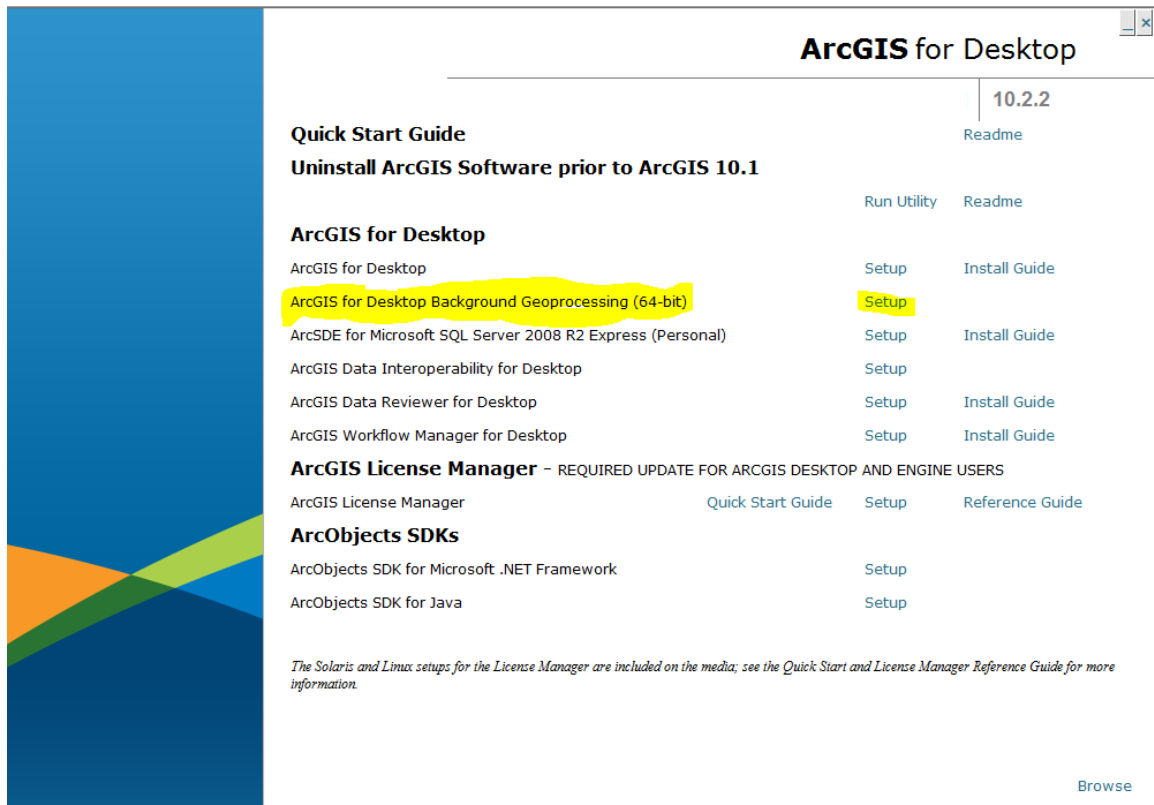 ArcGIS for Desktop
10.2.2
Quick Start Guide Readme
Uninstall ArcGIS Software prior to ArcGIS 10.1
Run Utility Readme
ArcGIS for Desktop
ArcGIS for Desktop Setup Install Guide
ArcGIS for Desktop Background Geoprocessing (64-bit) Setup
ArcSDE for Microsoft SQL Server 2008 R2 Express (Personal) Setup Install Guide
ArcGIS Data Interoperability for Desktop Setup
ArcGIS Data Reviewer for Desktop Setup Install Guide
ArcGIS Workflow Manager for Desktop Setup Install Guide
ArcGIS License Manager - REQUIRED UPDATE FOR ARCGIS DESKTOP AND ENGINE USERS
ArcGIS License Manager Quick Start Guide Setup Reference Guide
ArcObjects SDKs
ArcObjects SDK for Microsoft .NET Framework Setup
ArcObjects SDK for Java Setup
The Solaris and Linux setups for the License Manager are included on the media; see the Quick Start and License Manager Reference Guide for more
information.
Browse